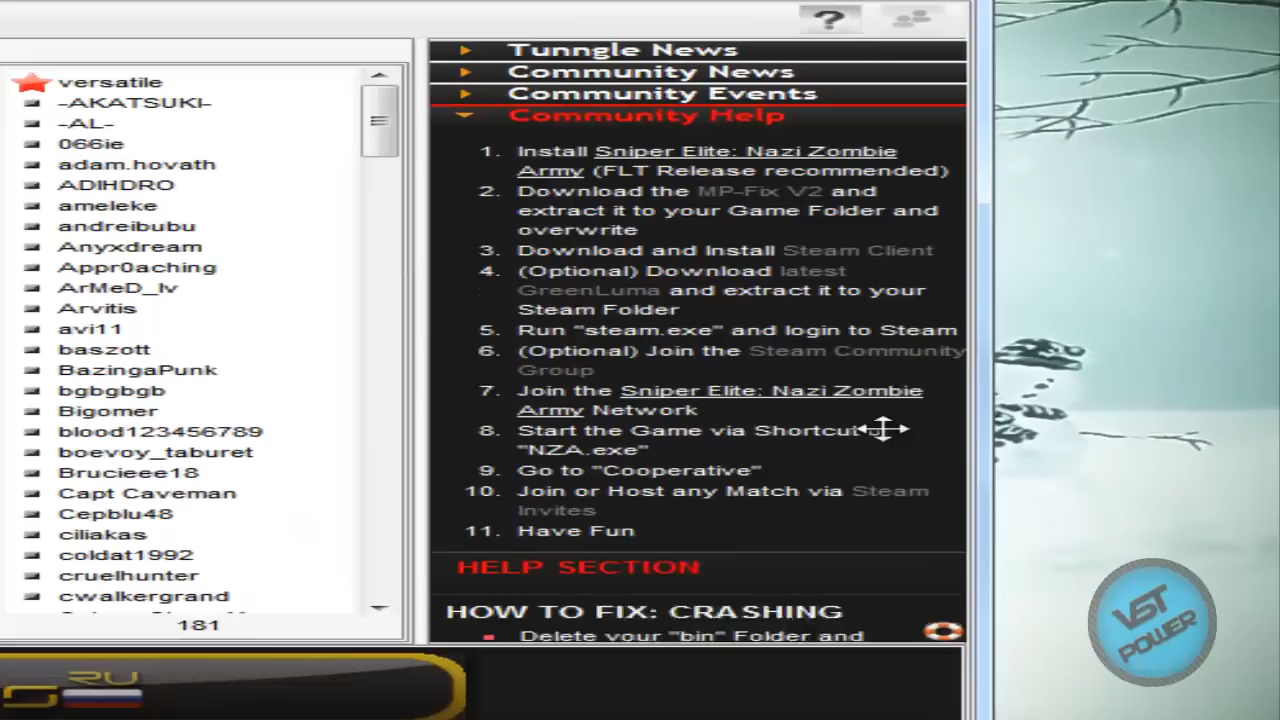 ?
Tunngle News
Community News
Community Events
Community Help
versatile
-AKATSUKI-
-AL-
066ie
adam.hovath
ADIHDRO
ameleke
andreibubu
Anyxdream
Appr0aching
ArMeD_lv
Arvitis
avi11
baszott
BazingaPunk
bgbgbgb
Bigomer
blood123456789
boevoy_taburet
Brucieee18
Capt Caveman
Cepblu48
ciliakas
coldat1992
cruelhunter
cwalkergrand
181
1. Install Sniper Elite: Nazi Zombie
Army (FLT Release recommended)
2. Download the MP-Fix V2 and
extract it to your Game Folder and
overwrite
3. Download and Install Steam Client
4. (Optional) Download latest
GreenLuma and extract it to your
Steam Folder
5. Run "steam.exe" and login to Steam
6. (Optional) Join the Steam Community
Group
7. Join the Sniper Elite: Nazi Zombie
Army Network
8. Start the Game via Shortcut
"NZA.exe"
9. Go to "Cooperative"
10. Join or Host any Match via Steam
Invites
11. Have Fun
HELP SECTION
HOW TO FIX: CRASHING
Delete your "bin" Folder and
RU
VST
POWER